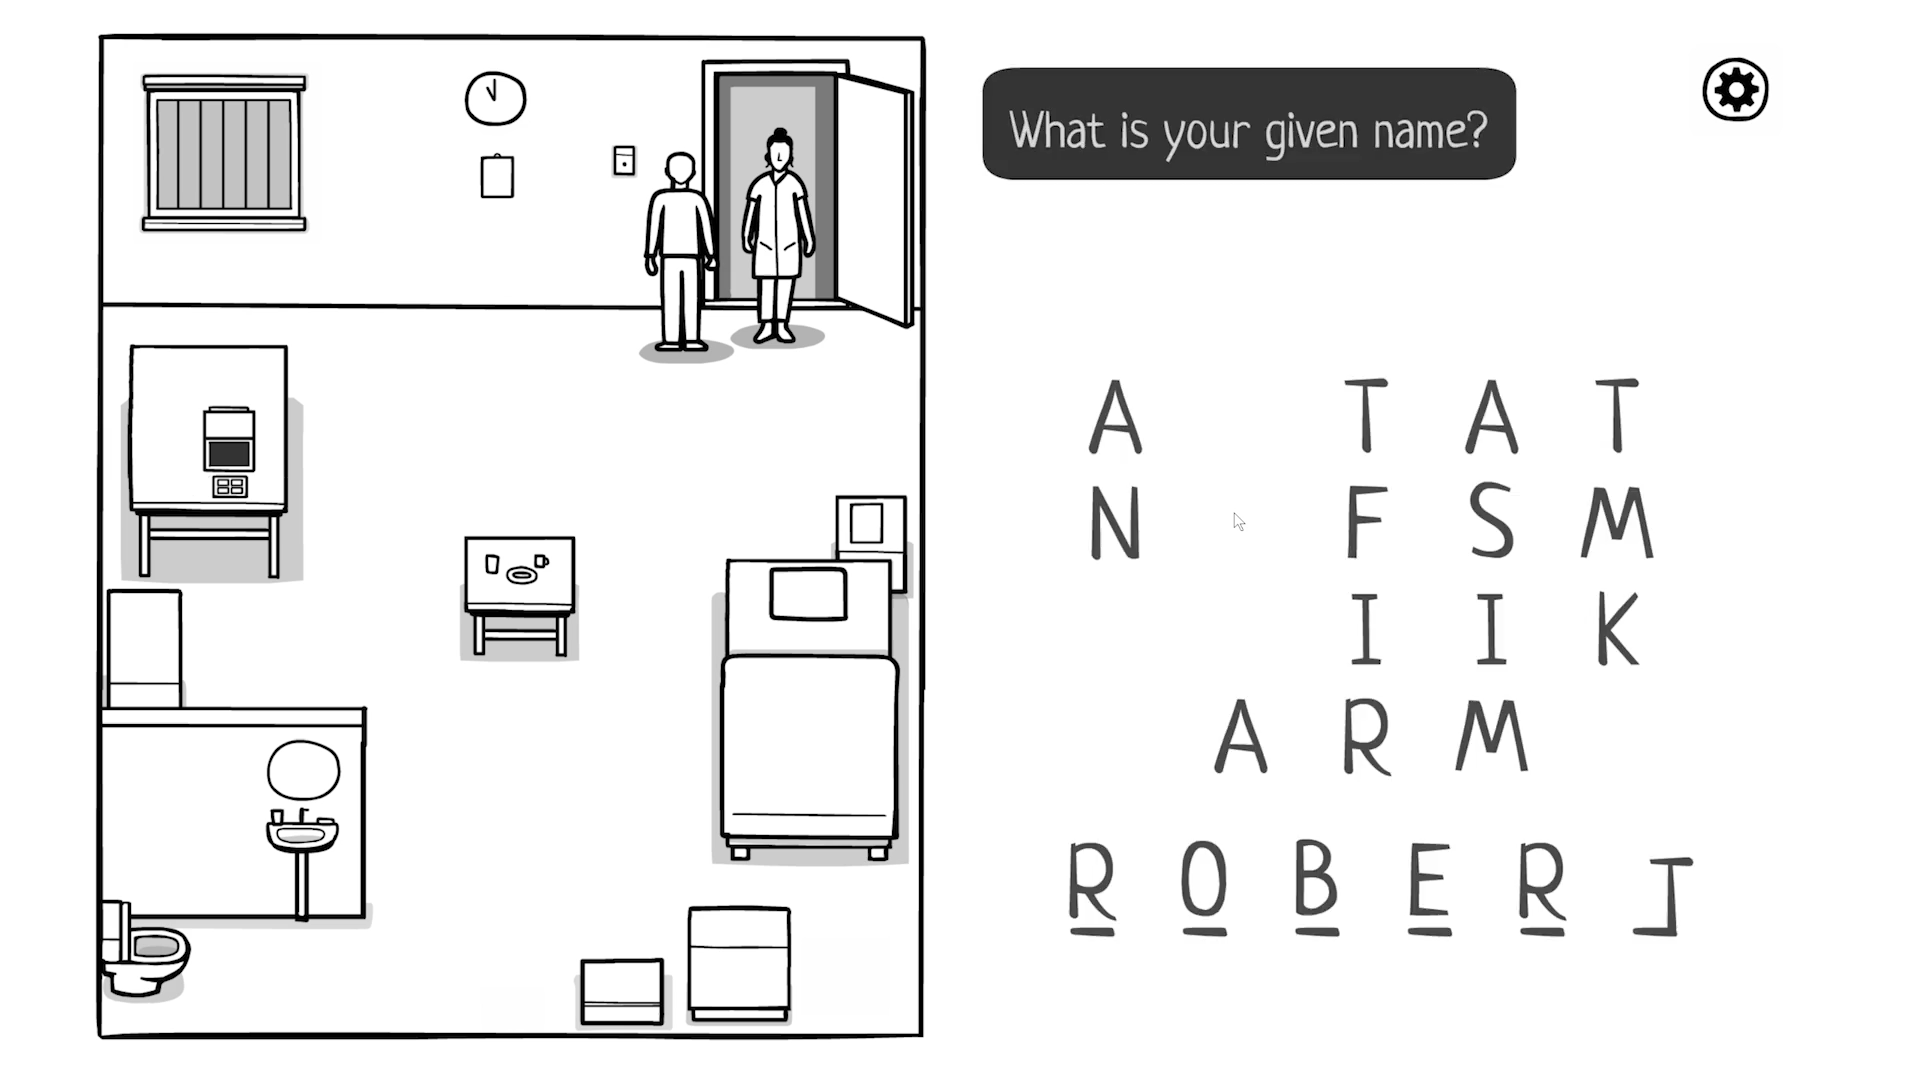 What is your given name?
A T A T
N F S M
I I K
A R M
R O B E R T